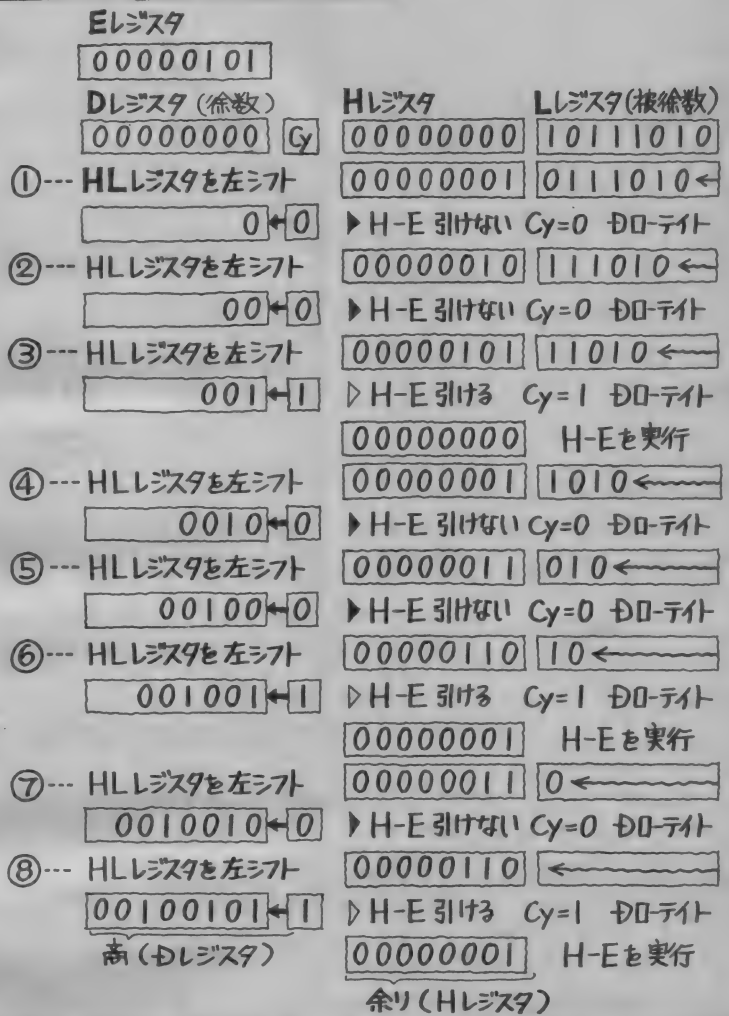 Eレジスタ
00000101
Dレジスタ(徐数) Hレジスタ Lレジスタ(被徐数)
00000000 Cy 00000000 10111010
①--- HLレジスタを左シフト 00000001 0111010←
0←0 ▶H-E 引けない Cy=0 Dローテイト
②--- HLレジスタを左シフト 00000010 111010←
00←0 ▶H-E 引けない Cy=0 Dローテイト
③--- HLレジスタを左シフト 00000101 11010←
001←1 ▷H-E 引ける Cy=1 Dローテイト
00000000 H-Eを実行
④--- HLレジスタを左シフト 00000001 1010←
0010←0 ▶H-E 引けない Cy=0 Dローテイト
⑤--- HLレジスタを左シフト 00000011 010←
00100←0 ▶H-E 引けない Cy=0 Dローテイト
⑥--- HLレジスタを左シフト 00000110 10←
001001←1 ▷H-E 引ける Cy=1 Dローテイト
00000001 H-Eを実行
⑦--- HLレジスタを左シフト 00000011 0←
0010010←0 ▶H-E 引けない Cy=0 Dローテイト
⑧--- HLレジスタを左シフト 00000110 ←
00100101←1 ▷H-E 引ける Cy=1 Dローテイト
商(Dレジスタ) 00000001 H-Eを実行
余り(Hレジスタ)